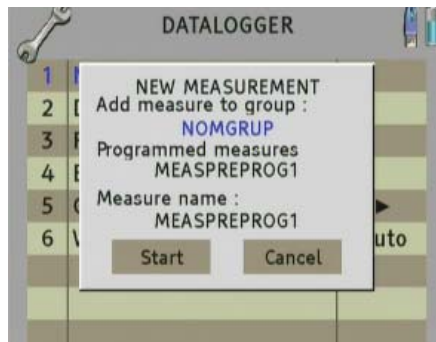 DATALOGGER
NEW MEASUREMENT
Add measure to group :
NOMGRUP
Programmed measures
MEASPREPROG1
Measure name :
MEASPREPROG1
Start Cancel
1
2
3
4
5
6